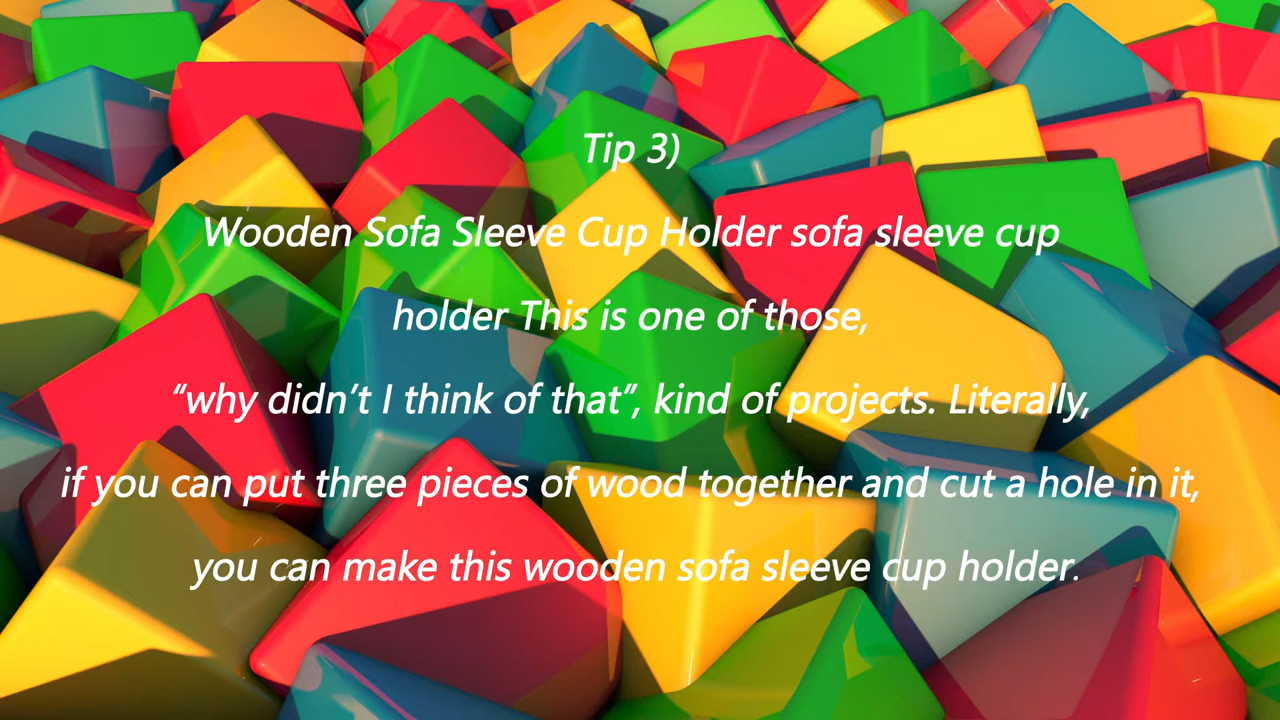 Tip 3)
Wooden Sofa Sleeve Cup Holder sofa sleeve cup
holder This is one of those,
“why didn’t I think of that”, kind of projects. Literally,
if you can put three pieces of wood together and cut a hole in it,
you can make this wooden sofa sleeve cup holder.